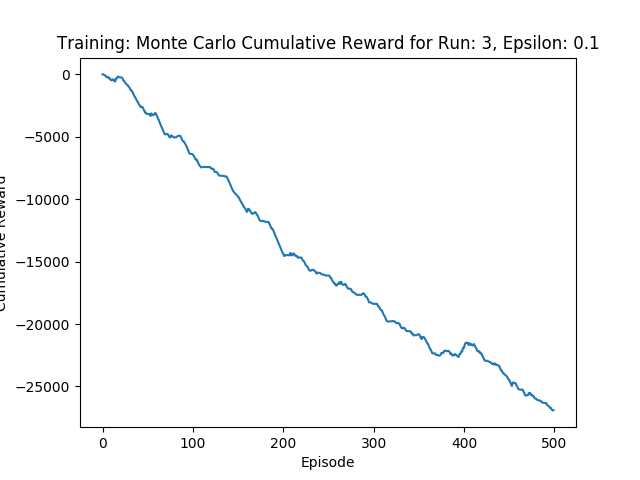 Training: Monte Carlo Cumulative Reward for Run: 3, Epsilon: 0.1
0
−5000
−10000
−15000
−20000
−25000
Cumulative Reward
0 100 200 300 400 500
Episode